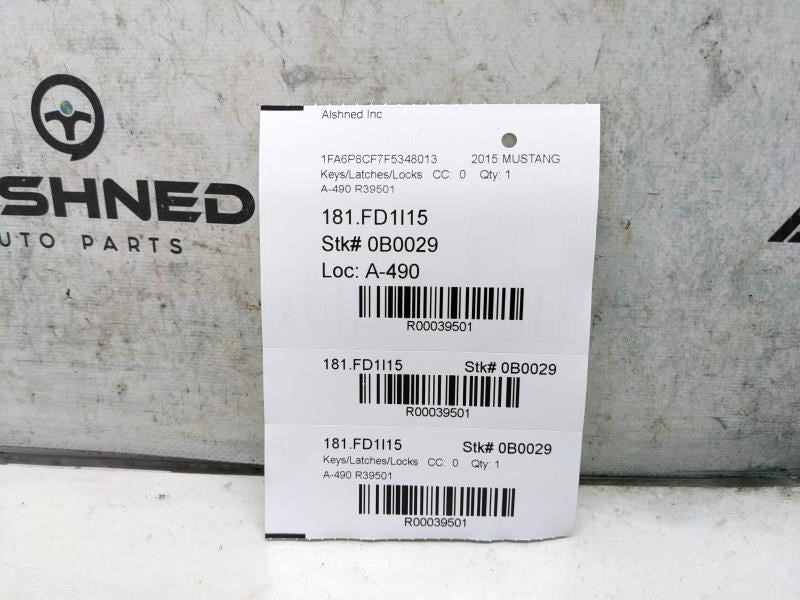 SHNED
UTO PARTS
Alshned Inc
1FA6P8CF7F5348013 2015 MUSTANG
Keys/Latches/Locks CC: 0 Qty: 1
A-490 R39501
181.FD1I15
Stk# 0B0029
Loc: A-490
R00039501
181.FD1I15 Stk# 0B0029
R00039501
181.FD1I15 Stk# 0B0029
Keys/Latches/Locks CC: 0 Qty: 1
A-490 R39501
R00039501